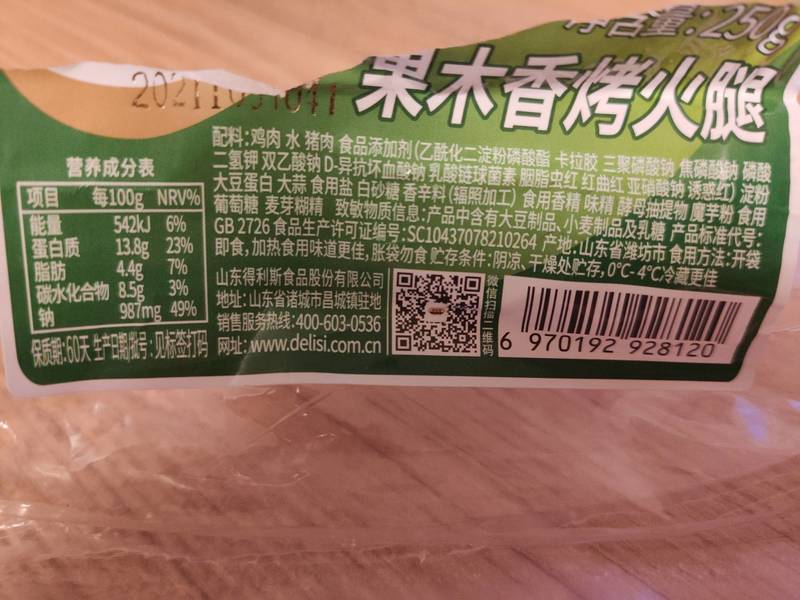 净含量:250g
果木香烤火腿
配料:鸡肉 水 猪肉 食品添加剂(乙酰化二淀粉磷酸酯 卡拉胶 三聚磷酸钠 焦磷酸钠 磷酸
二氢钾 双乙酸钠 D-异抗坏血酸钠 乳酸链球菌素 胭脂虫红 红曲红 亚硝酸钠 诱惑红) 淀粉
大豆蛋白 大蒜 食用盐 白砂糖 香辛料(辐照加工) 食用香精 味精 酵母抽提物 魔芋粉 食用
葡萄糖 麦芽糊精 致敏物质信息:产品中含有大豆制品、小麦制品及乳糖 产品标准代号:
GB 2726 食品生产许可证编号:SC10437078210264 产地:山东省潍坊市 食用方法:开袋
即食,加热食用味道更佳,胀袋勿食 贮存条件:阴凉、干燥处贮存,0℃- 4℃冷藏更佳
营养成分表
项目 每100g NRV%
能量 542kJ 6%
蛋白质 13.8g 23%
脂肪 4.4g 7%
碳水化合物 8.5g 3%
钠 987mg 49%
保质期:60天 生产日期/批号:见标签打码
山东得利斯食品股份有限公司
地址:山东省诸城市昌城镇驻地
销售服务热线:400-603-0536
网址:www.delisi.com.cn
微信扫描二维码
6 970192 928120